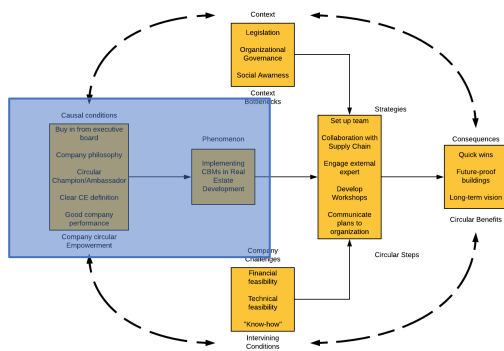 Context
Legislation
Organizational
Governance
Social Awarness
Context
Bottlenecks
Causal conditions
Buy in from executive
board
Company philosophy
Circular
Champion/Ambassador
Clear CE definition
Good company
performance
Company circular
Empowerment
Phenomenon
Implementing
CBMs in Real
Estate
Development
Strategies
Set up team
Collaboration with
Supply Chain
Engage external
expert
Develop
Workshops
Communicate
plans to
organization
Circular Steps
Consequences
Quick wins
Future-proof
buildings
Long-term vision
Circular Benefits
Company
Challenges
Financial
feasibility
Technical
feasibility
"Know-how"
Intervining
Conditions